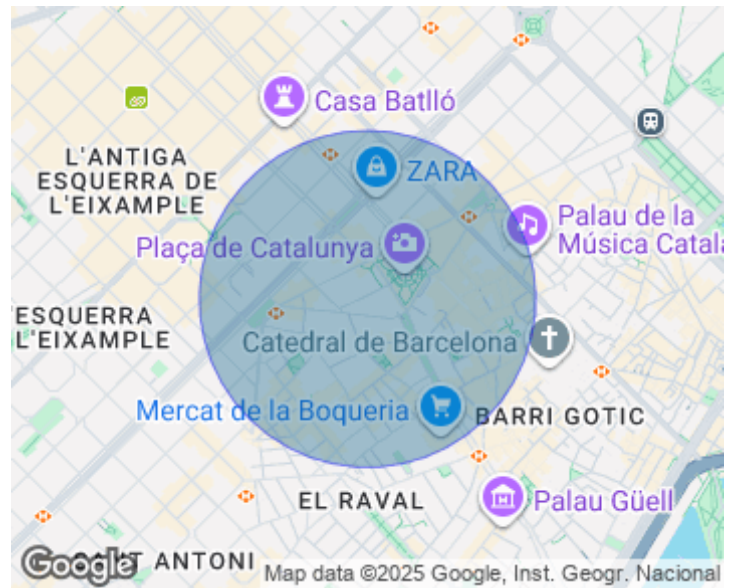 Casa Batlló
L'ANTIGA
ESQUERRA DE
L'EIXAMPLE
ZARA
Palau de la
Música Catala
Plaça de Catalunya
'ESQUERRA
L'EIXAMPLE
Catedral de Barcelona
Mercat de la Boqueria
BARRI GOTIC
EL RAVAL
Palau Güell
Google
ANTONI
Map data ©2025 Google, Inst. Geogr. Nacional